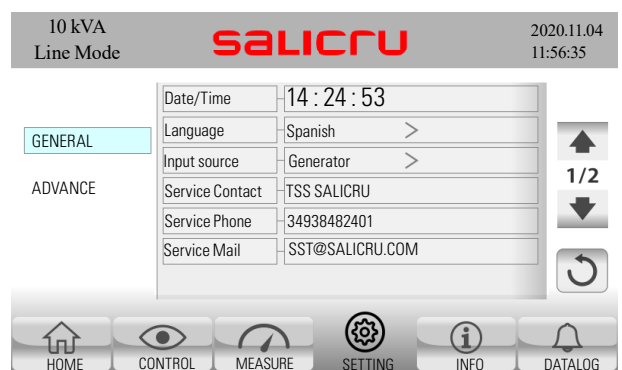 10 kVA
Line Mode
salicru
2020.11.04
11:56:35
GENERAL
ADVANCE
Date/Time 14 : 24 : 53
Language Spanish >
Input source Generator >
Service Contact TSS SALICRU
Service Phone 34938482401
Service Mail SST@SALICRU.COM
1/2
HOME CONTROL MEASURE SETTING INFO DATALOG